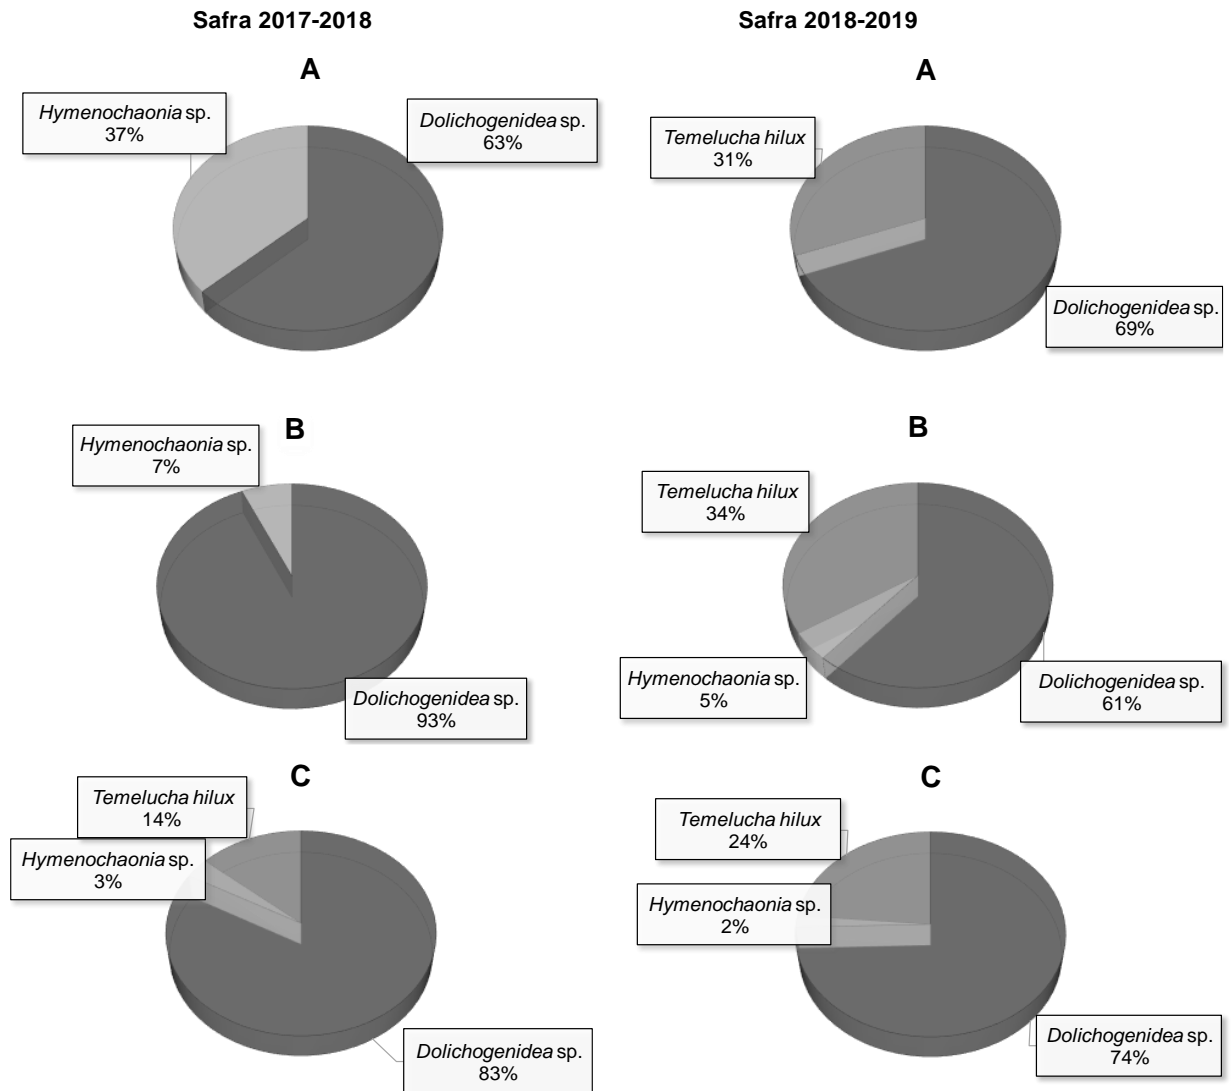 Safra 2017-2018
Safra 2018-2019
A
Hymenochaonia sp.
37%
Dolichogenidea sp.
63%
A
Temelucha hilux
31%
Dolichogenidea sp.
69%
B
Hymenochaonia sp.
7%
Dolichogenidea sp.
93%
B
Temelucha hilux
34%
Hymenochaonia sp.
5%
Dolichogenidea sp.
61%
C
Temelucha hilux
14%
Hymenochaonia sp.
3%
Dolichogenidea sp.
83%
C
Temelucha hilux
24%
Hymenochaonia sp.
2%
Dolichogenidea sp.
74%